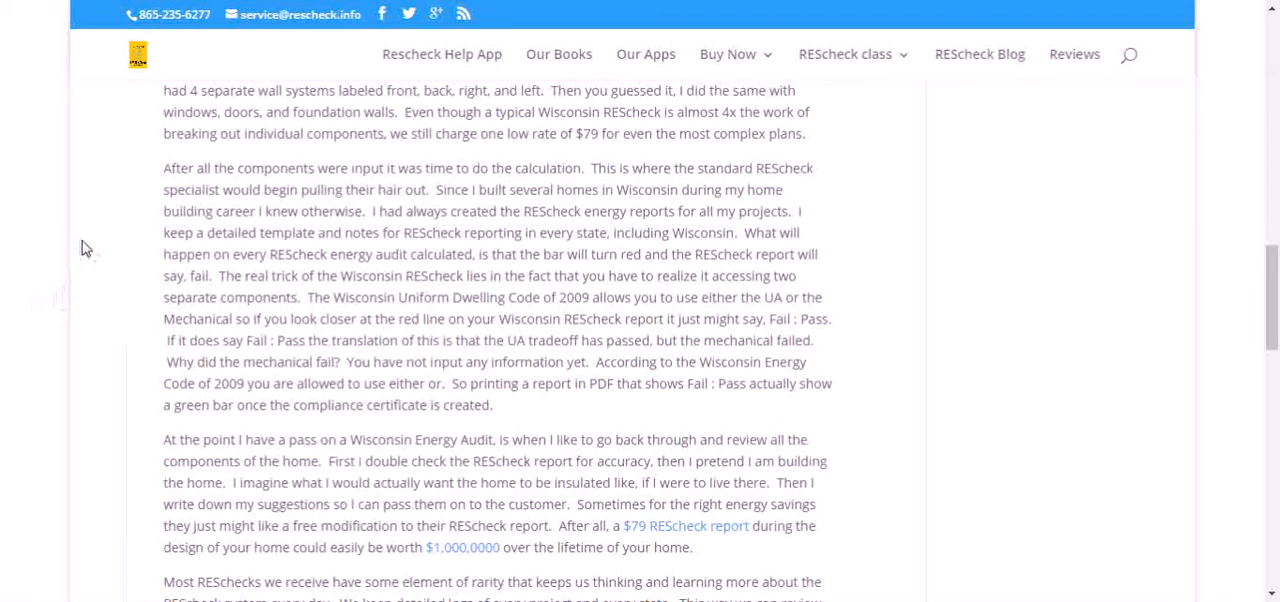 865-235-6277 service@rescheck.info
Rescheck Help App Our Books Our Apps Buy Now REScheck class REScheck Blog Reviews
had 4 separate wall systems labeled front, back, right, and left. Then you guessed it, I did the same with
windows, doors, and foundation walls. Even though a typical Wisconsin REScheck is almost 4x the work of
breaking out individual components, we still charge one low rate of $79 for even the most complex plans.
After all the components were input it was time to do the calculation. This is where the standard REScheck
specialist would begin pulling their hair out. Since I built several homes in Wisconsin during my home
building career I knew otherwise. I had always created the REScheck energy reports for all my projects. I
keep a detailed template and notes for REScheck reporting in every state, including Wisconsin. What will
happen on every REScheck energy audit calculated, is that the bar will turn red and the REScheck report will
say, fail. The real trick of the Wisconsin REScheck lies in the fact that you have to realize it accessing two
separate components. The Wisconsin Uniform Dwelling Code of 2009 allows you to use either the UA or the
Mechanical so if you look closer at the red line on your Wisconsin REScheck report it just might say, Fail : Pass.
If it does say Fail : Pass the translation of this is that the UA tradeoff has passed, but the mechanical failed.
Why did the mechanical fail? You have not input any information yet. According to the Wisconsin Energy
Code of 2009 you are allowed to use either or. So printing a report in PDF that shows Fail : Pass actually show
a green bar once the compliance certificate is created.
At the point I have a pass on a Wisconsin Energy Audit, is when I like to go back through and review all the
components of the home. First I double check the REScheck report for accuracy, then I pretend I am building
the home. I imagine what I would actually want the home to be insulated like, if I were to live there. Then I
write down my suggestions so I can pass them on to the customer. Sometimes for the right energy savings
they just might like a free modification to their REScheck report. After all, a $79 REScheck report during the
design of your home could easily be worth $1,000,0000 over the lifetime of your home.
Most RESchecks we receive have some element of rarity that keeps us thinking and learning more about the
REScheck system every day. We keep detailed logs of every project and every state. This way we can review